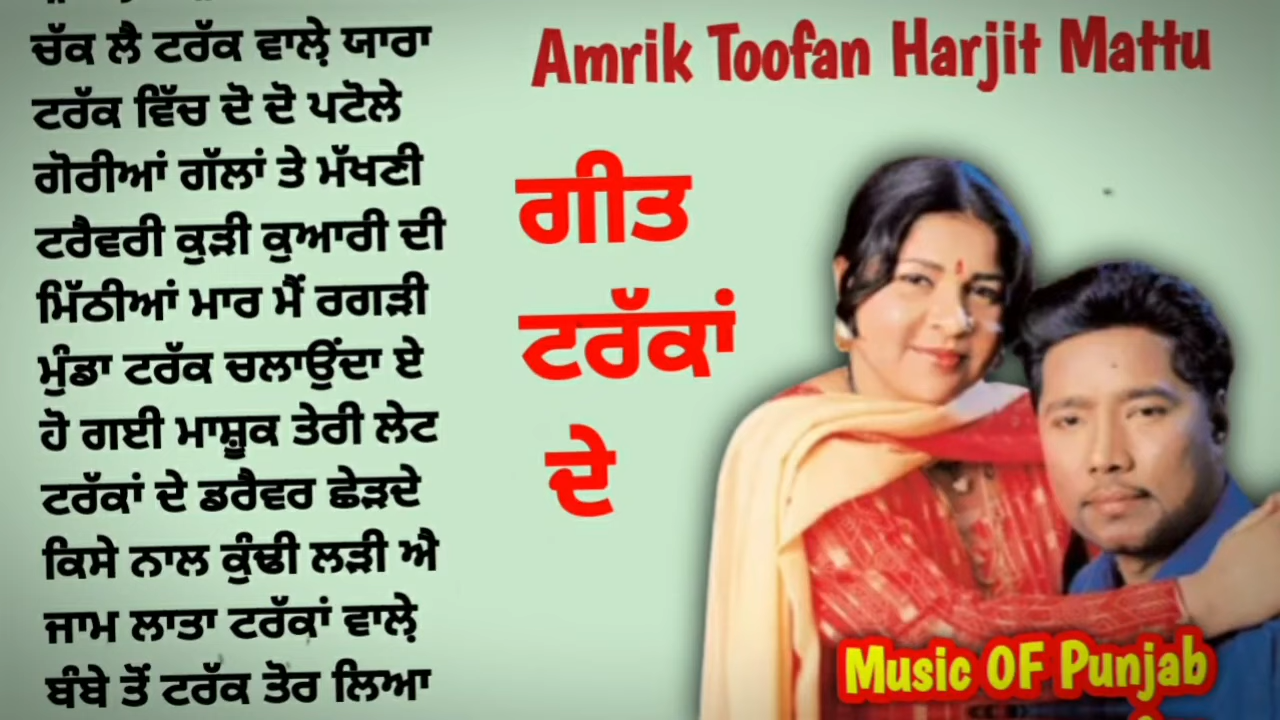 ਚੱਕ ਲੈ ਟਰੱਕ ਵਾਲ਼ੇ ਯਾਰਾ
ਟਰੱਕ ਵਿੱਚ ਦੋ ਦੋ ਪਟੋਲੇ
ਗੋਰੀਆਂ ਗੱਲਾਂ ਤੇ ਮੱਖਣੀ
ਟਰੈਵਰੀ ਕੁੜੀ ਕੁਆਰੀ ਦੀ
ਮਿੱਠੀਆਂ ਮਾਰ ਮੈਂ ਰਗੜੀ
ਮੁੰਡਾ ਟਰੱਕ ਚਲਾਉਂਦਾ ਏ
ਹੋ ਗਈ ਮਾਸ਼ੂਕ ਤੇਰੀ ਲੇਟ
ਟਰੱਕਾਂ ਦੇ ਡਰੈਵਰ ਛੇੜਦੇ
ਕਿਸੇ ਨਾਲ ਕੁੰਢੀ ਲੜੀ ਐ
ਜਾਮ ਲਾਤਾ ਟਰੱਕਾਂ ਵਾਲ਼ੇ
ਬੰਬੇ ਤੋਂ ਟਰੱਕ ਤੋਰ ਲਿਆ
Amrik Toofan Harjit Mattu
ਗੀਤ
ਟਰੱਕਾਂ
ਦੇ
Music OF Punjab